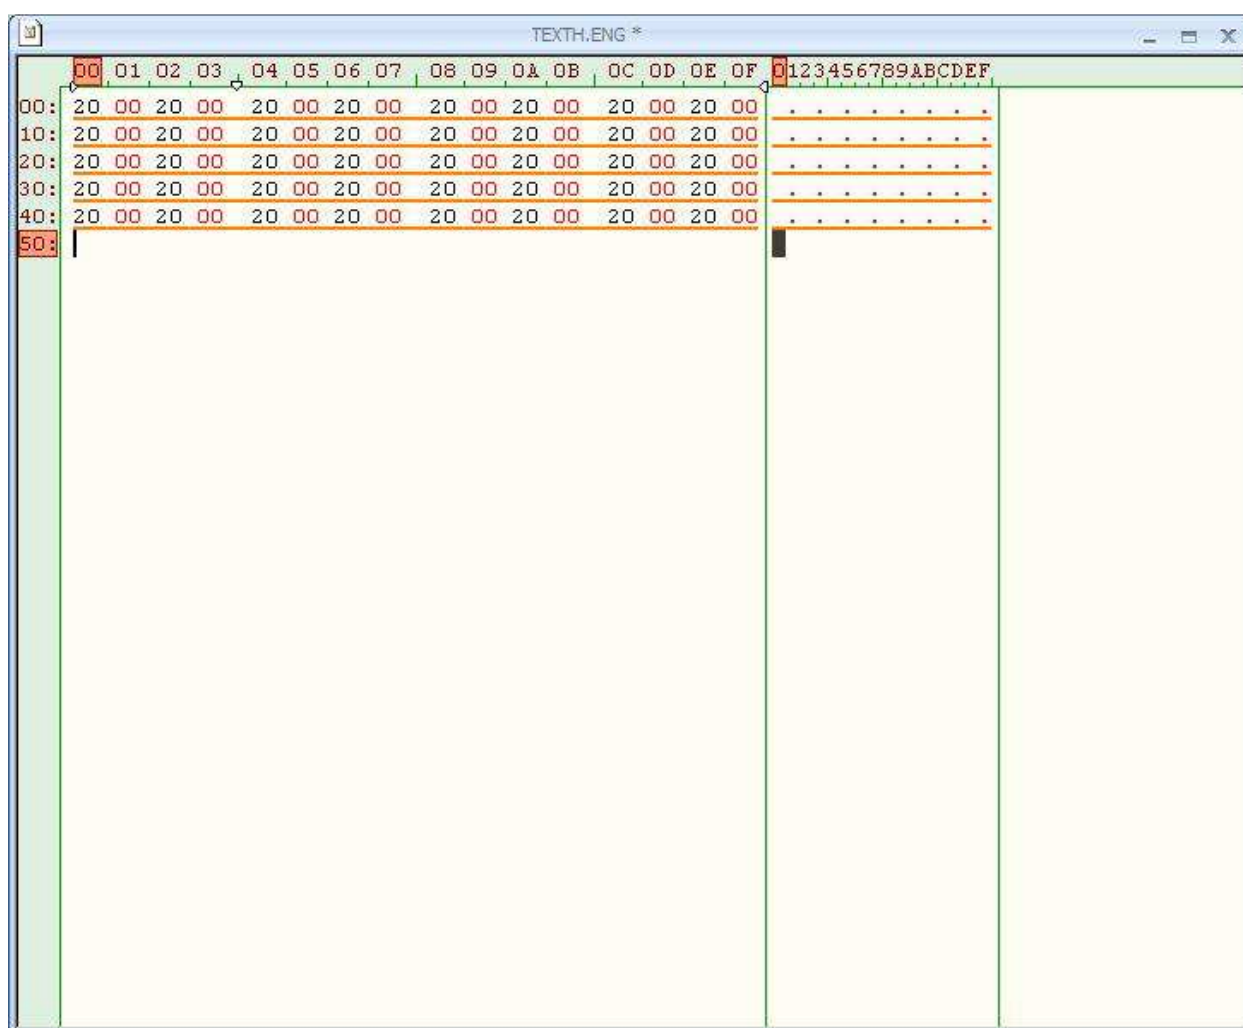 TEXTH.ENG *
00 01 02 03 04 05 06 07 08 09 0A 0B 0C 0D 0E 0F 0123456789ABCDEF
00: 20 00 20 00 20 00 20 00 20 00 20 00 20 00 20 00 . . . . . . . .
10: 20 00 20 00 20 00 20 00 20 00 20 00 20 00 20 00 . . . . . . . .
20: 20 00 20 00 20 00 20 00 20 00 20 00 20 00 20 00 . . . . . . . .
30: 20 00 20 00 20 00 20 00 20 00 20 00 20 00 20 00 . . . . . . . .
40: 20 00 20 00 20 00 20 00 20 00 20 00 20 00 20 00 . . . . . . . .
50: